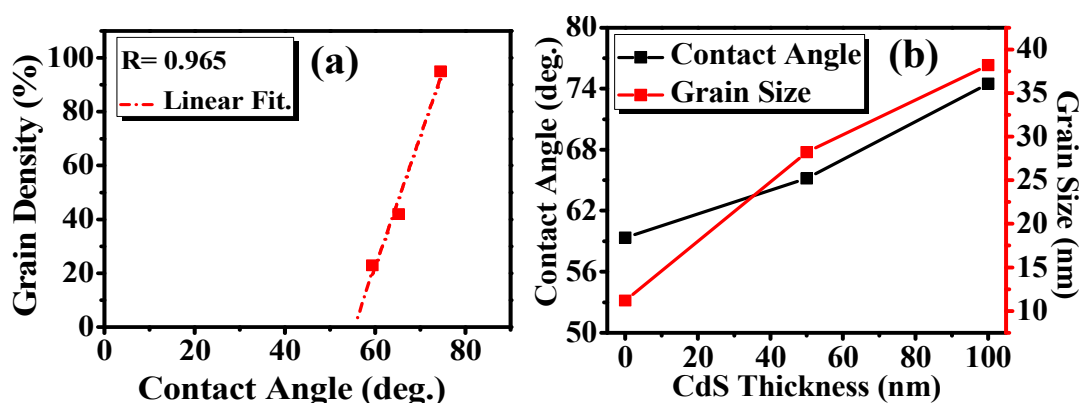 R= 0.965
Linear Fit.
(a)
100
80
60
40
20
0
Grain Density (%)
0 20 40 60 80
Contact Angle (deg.)
Contact Angle
Grain Size
(b)
80
74
68
62
56
50
Contact Angle (deg.)
40
35
30
25
20
15
10
Grain Size (nm)
0 20 40 60 80 100
CdS Thickness (nm)